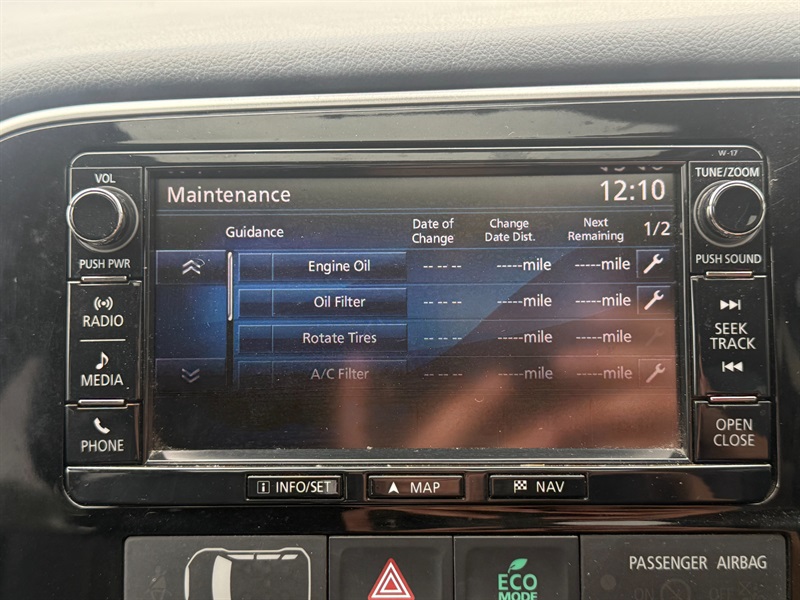 W-17
VOL
TUNE/ZOOM
Maintenance 12:10
Guidance Date of Change Change Date Dist. Next Remaining 1/2
PUSH PWR
PUSH SOUND
Engine Oil -- -- -- -----mile -----mile
Oil Filter -- -- -- -----mile -----mile
Rotate Tires -- -- -- -----mile -----mile
A/C Filter -- -- -- -----mile -----mile
RADIO
MEDIA
PHONE
SEEK
TRACK
OPEN
CLOSE
i INFO/SET MAP NAV
ECO
MODE
PASSENGER AIRBAG